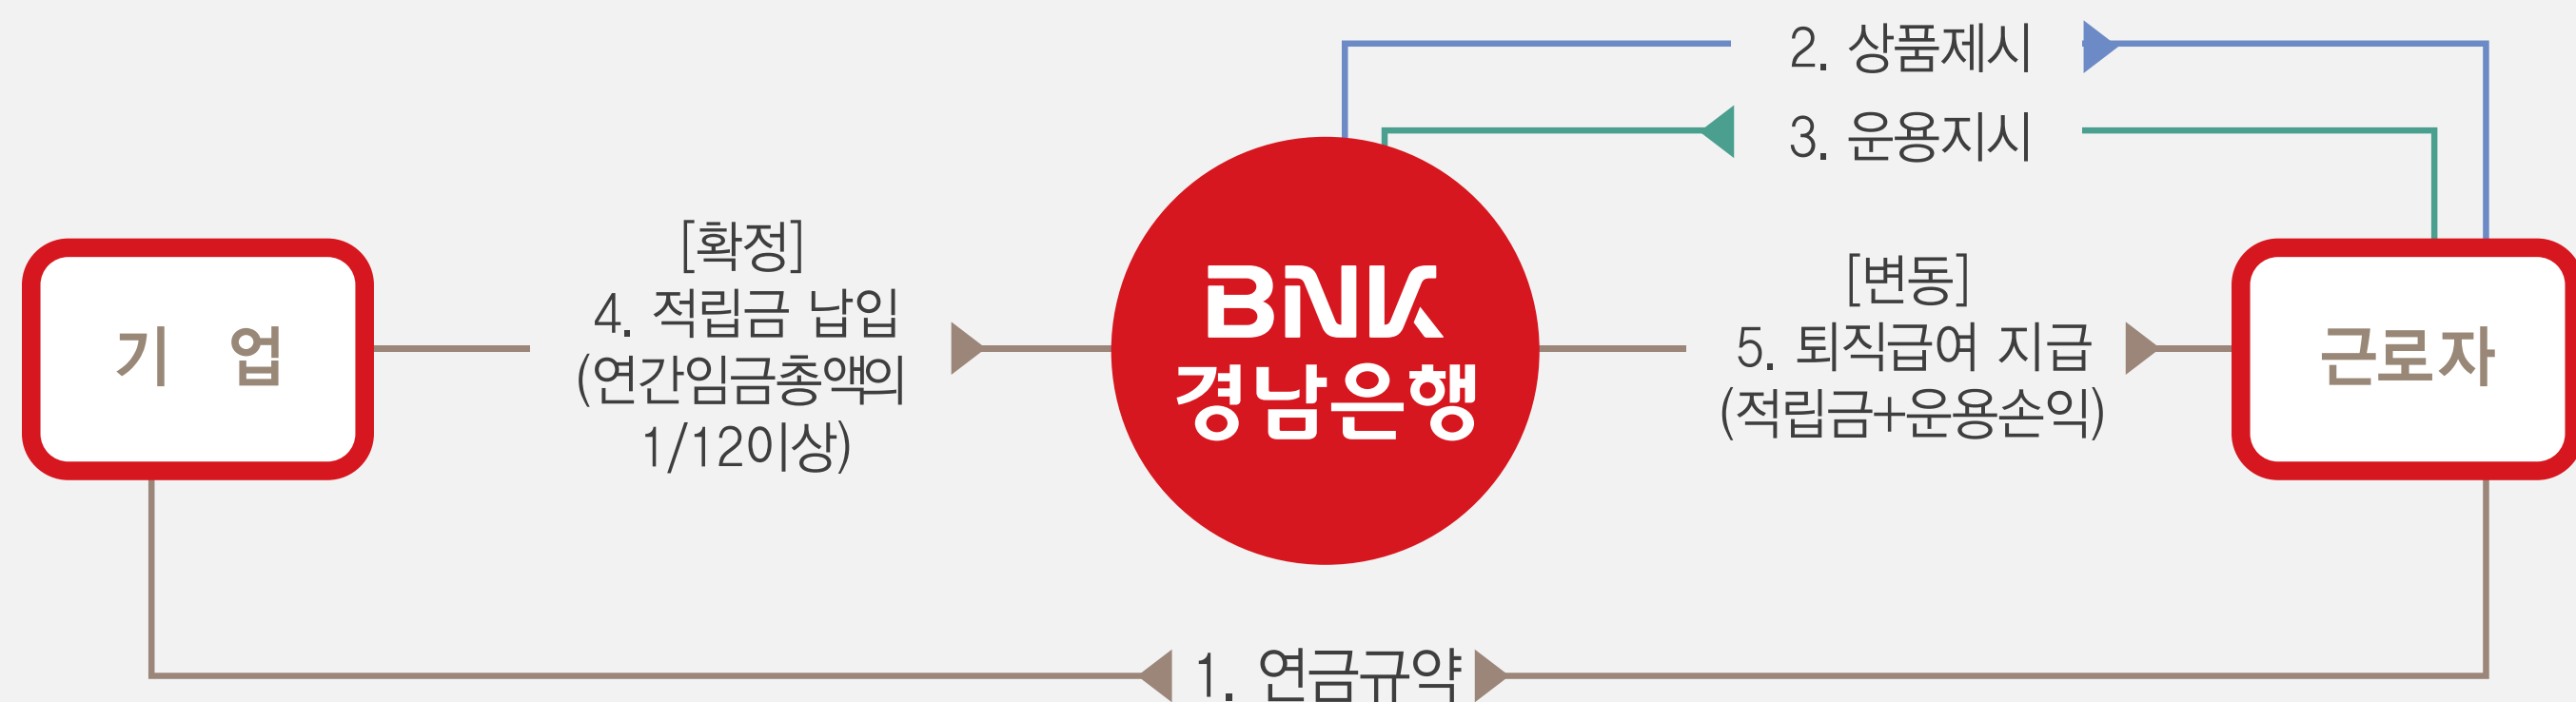 2. 상품제시
3. 운용지시
기 업
[확정]
4. 적립금 납입
(연간임금총액의
1/12이상)
BNK
경남은행
[변동]
5. 퇴직급여 지급
(적립금+운용손익)
근로자
1. 연금규약